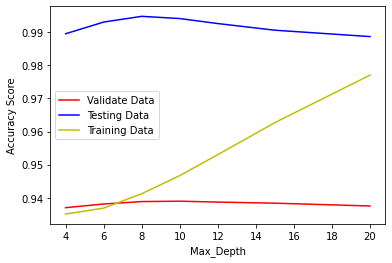 0.99
0.98
0.97
0.96
0.95
0.94
Accuracy Score
Validate Data
Testing Data
Training Data
4 6 8 10 12 14 16 18 20
Max_Depth